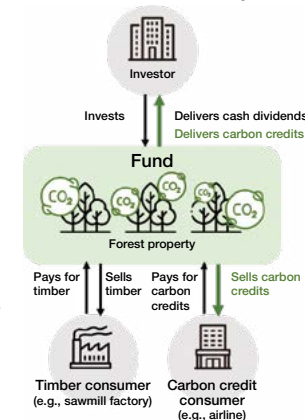 Investor
Invests
Delivers cash dividends
Delivers carbon credits
Fund
CO₂
CO₂
CO₂
CO₂
CO₂
Forest property
Pays for
timber
Sells
timber
Pays for
carbon
credits
Sells carbon
credits
Timber consumer
(e.g., sawmill factory)
Carbon credit
consumer
(e.g., airline)